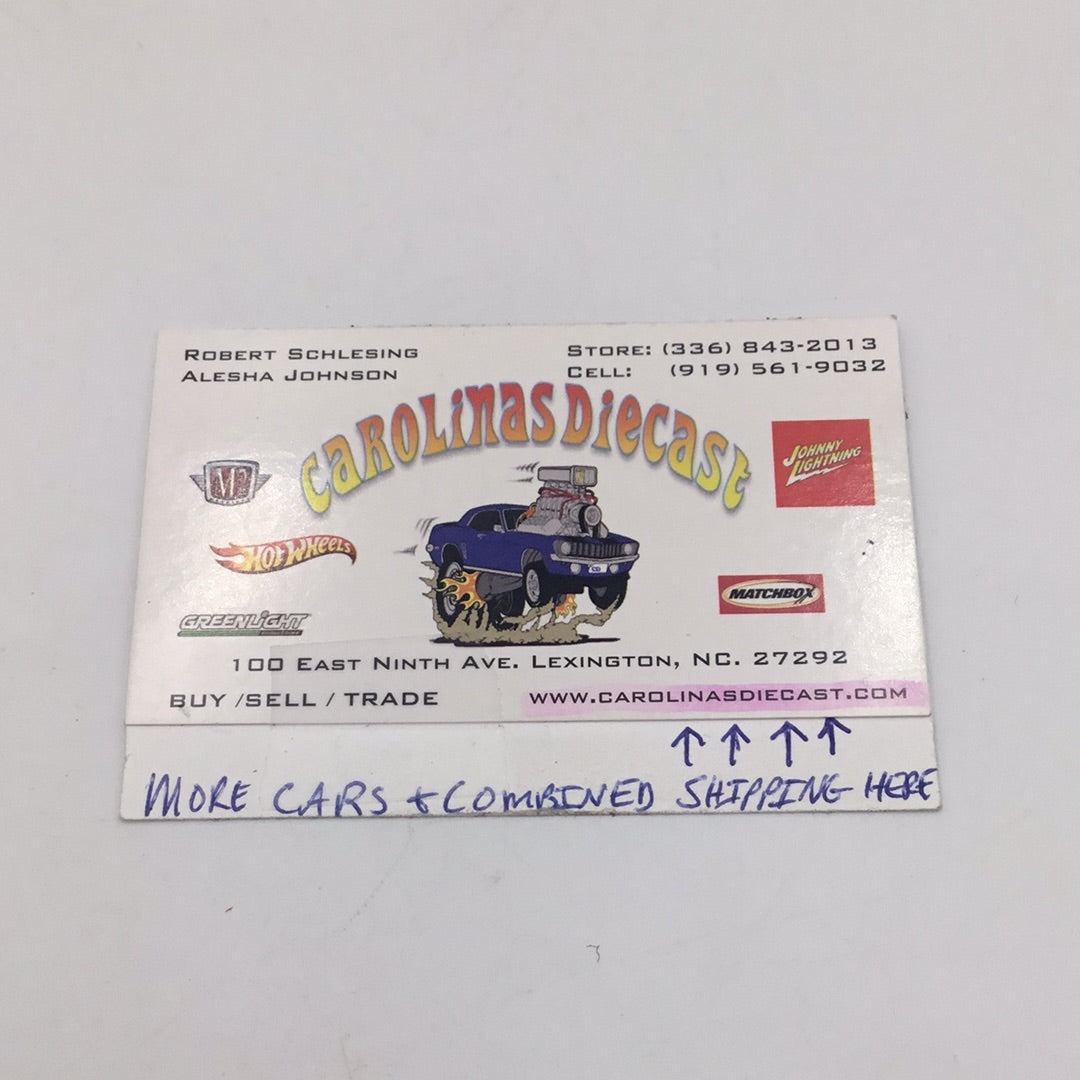 ROBERT SCHLESING
ALESHA JOHNSON
STORE: (336) 843-2013
CELL: (919) 561-9032
CAROLINAS DIECAST
M2
JOHNNY LIGHTNING
HOT WHEELS
MATCHBOX
GREENLIGHT
100 EAST NINTH AVE. LEXINGTON, NC. 27292
BUY /SELL / TRADE
WWW.CAROLINASDIECAST.COM
MORE CARS + COMBINED SHIPPING HERE